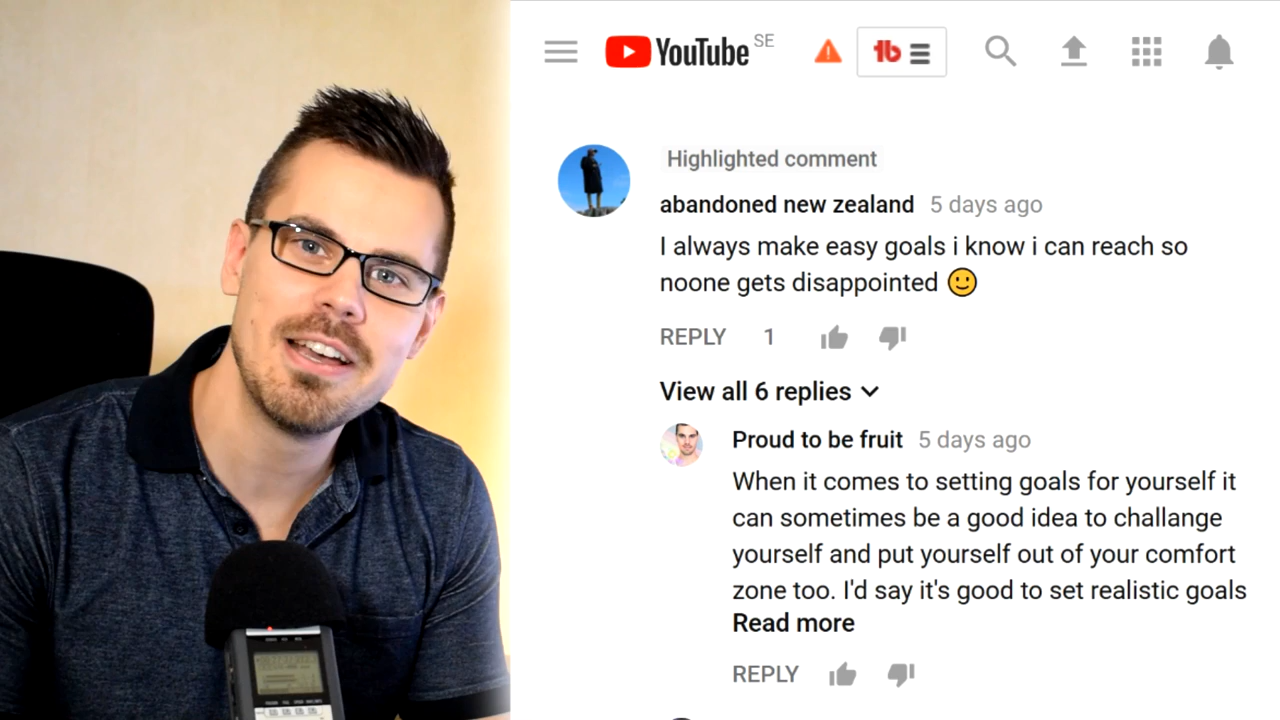 YouTube SE
Highlighted comment
abandoned new zealand 5 days ago
I always make easy goals i know i can reach so
noone gets disappointed
REPLY 1
View all 6 replies
Proud to be fruit 5 days ago
When it comes to setting goals for yourself it
can sometimes be a good idea to challange
yourself and put yourself out of your comfort
zone too. I'd say it's good to set realistic goals
Read more
REPLY